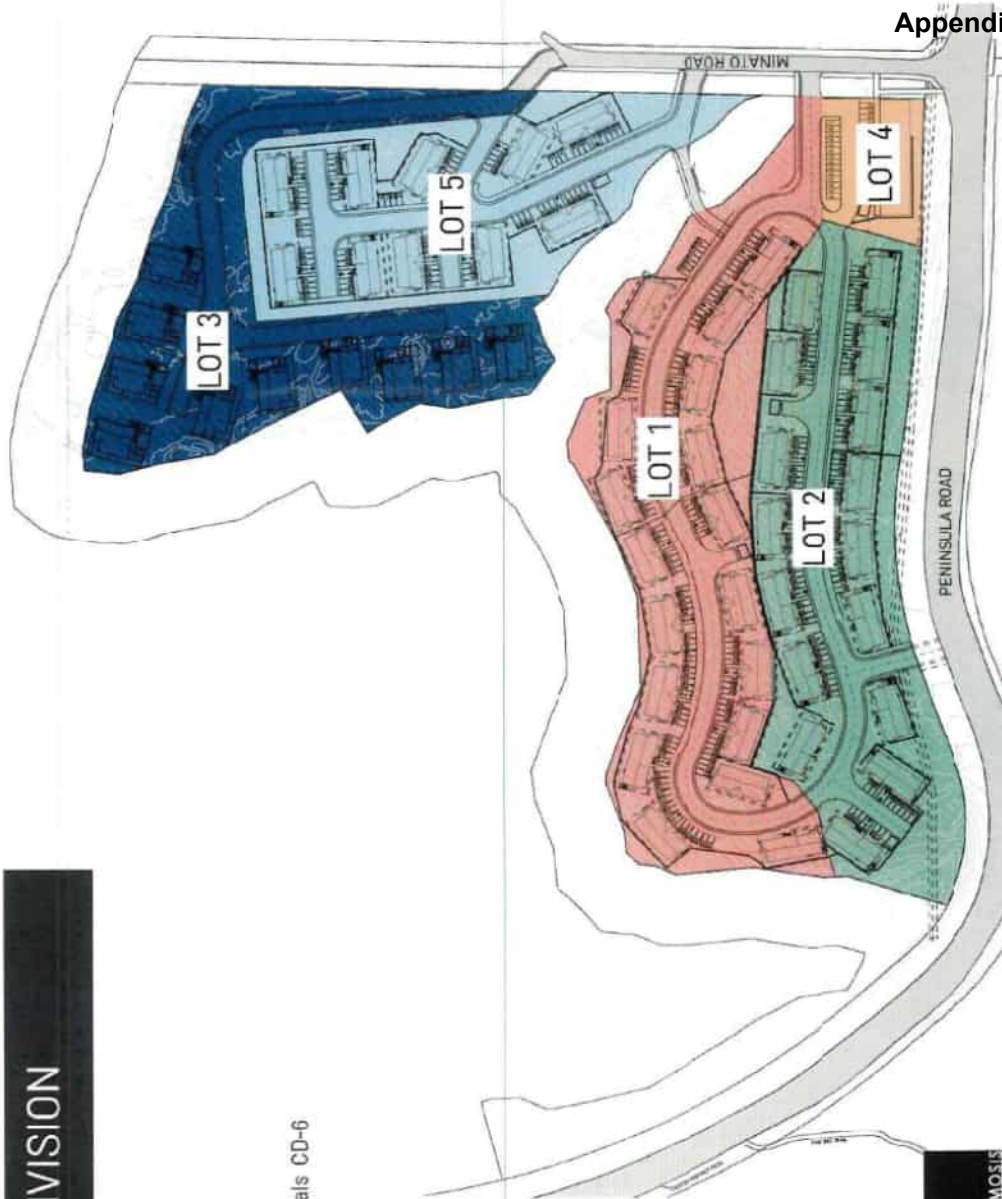 Appendi
MINATO ROAD
LOT 4
LOT 5
LOT 3
LOT 1
LOT 2
PENINSULA ROAD
VISION
als CD-6
MOSIS